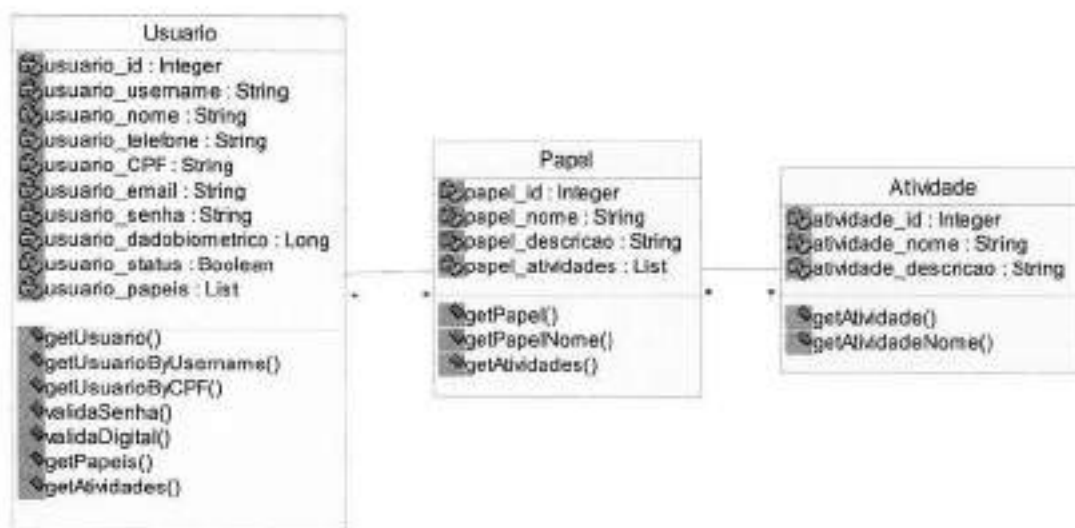 Usuario
usuario_id : Integer
usuario_username : String
usuario_nome : String
usuario_telefone : String
usuario_CPF : String
usuario_email : String
usuario_senha : String
usuario_dadobiometrico : Long
usuario_status : Boolean
usuario_papeis : List
getUsuario()
getUsuarioByUsername()
getUsuarioByCPF()
validaSenha()
validaDigital()
getPapeis()
getAtividades()
Papel
papel_id : Integer
papel_nome : String
papel_descricao : String
papel_atividades : List
getPapel()
getPapelNome()
getAtividades()
Atividade
atividade_id : Integer
atividade_nome : String
atividade_descricao : String
getAtividade()
getAtividadeNome()
* *
* *